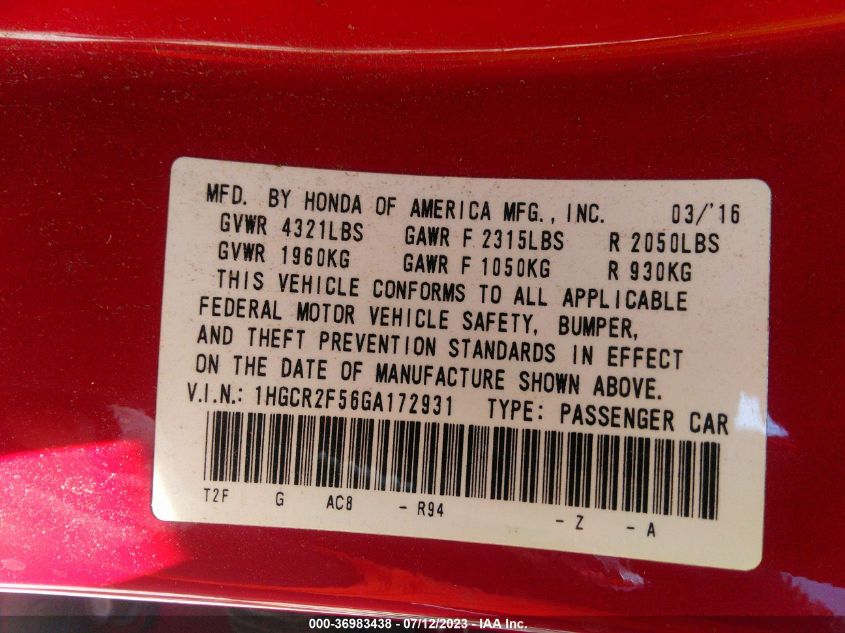 MFD. BY HONDA OF AMERICA MFG., INC. 03/'16
GVWR 4321LBS GAWR F 2315LBS R 2050LBS
GVWR 1960KG GAWR F 1050KG R 930KG
THIS VEHICLE CONFORMS TO ALL APPLICABLE
FEDERAL MOTOR VEHICLE SAFETY, BUMPER,
AND THEFT PREVENTION STANDARDS IN EFFECT
ON THE DATE OF MANUFACTURE SHOWN ABOVE.
V.I.N.: 1HGCR2F56GA172931 TYPE: PASSENGER CAR
T2F G AC8 - R94 - Z - A
000-36983438 - 07/12/2023 - IAA Inc.